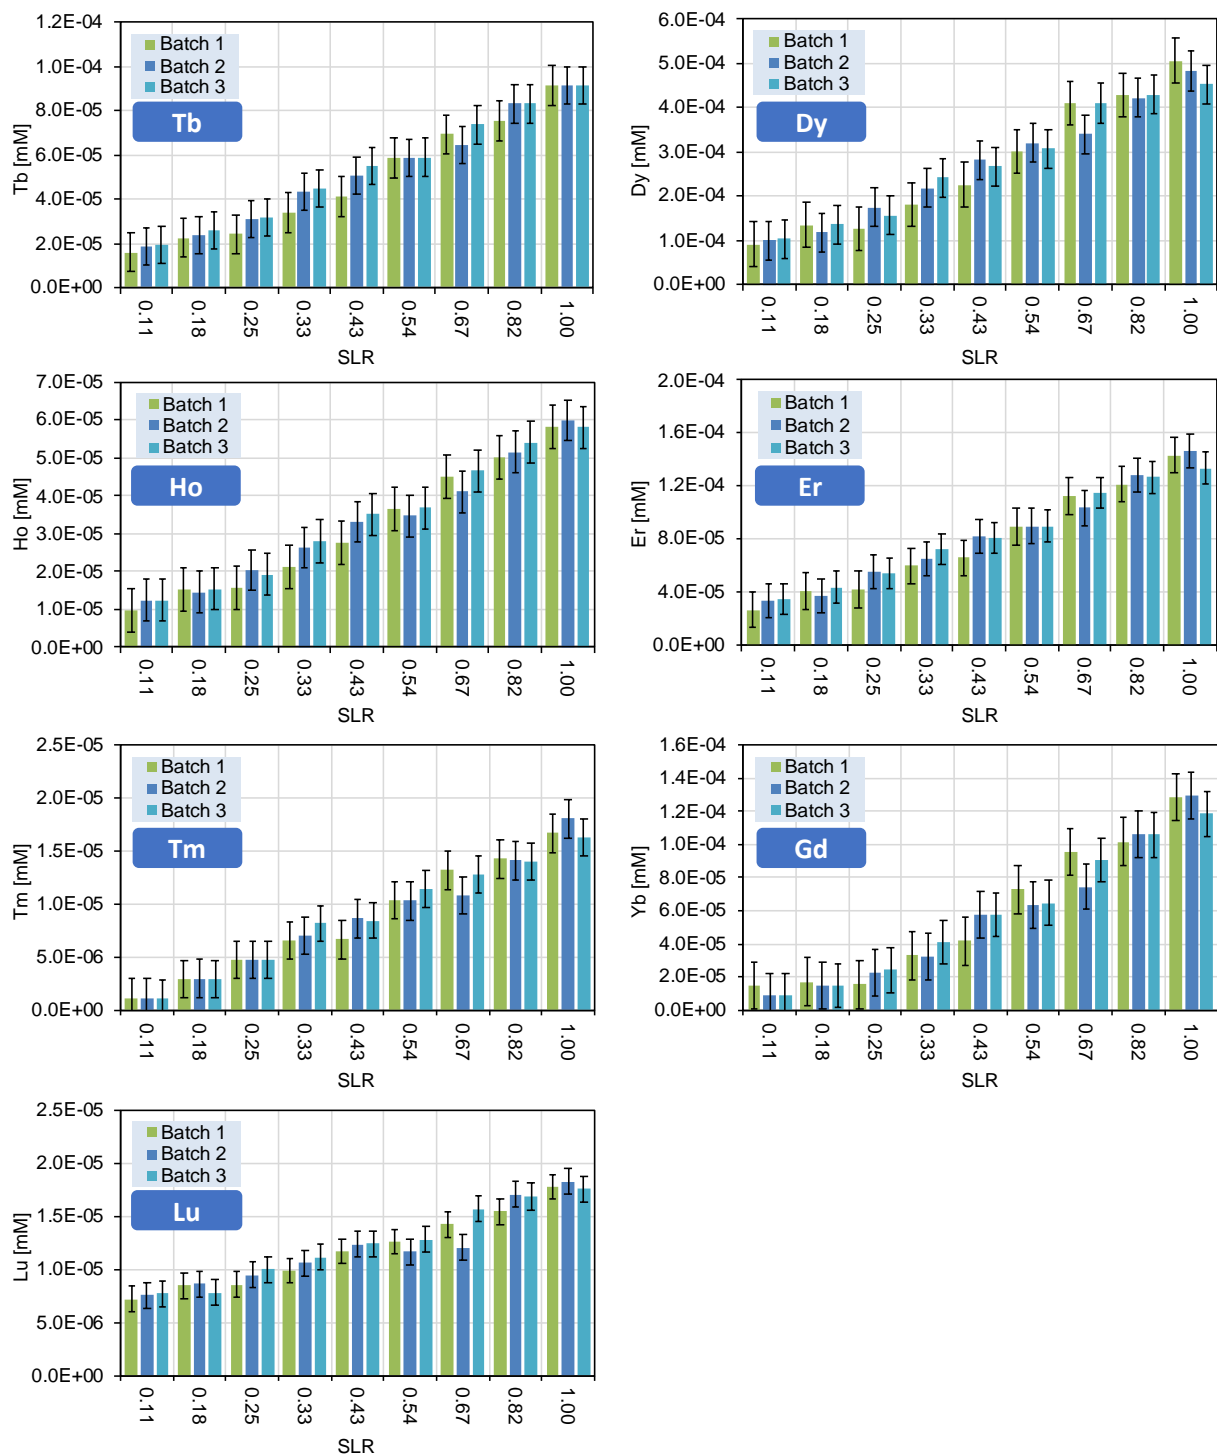 1.2E-04
1.0E-04
8.0E-05
6.0E-05
4.0E-05
2.0E-05
0.0E+00
Tb [mM]
Batch 1
Batch 2
Batch 3
Tb
0.11 0.18 0.25 0.33 0.43 0.54 0.67 0.82 1.00
SLR
6.0E-04
5.0E-04
4.0E-04
3.0E-04
2.0E-04
1.0E-04
0.0E+00
Dy [mM]
Batch 1
Batch 2
Batch 3
Dy
0.11 0.18 0.25 0.33 0.43 0.54 0.67 0.82 1.00
SLR
7.0E-05
6.0E-05
5.0E-05
4.0E-05
3.0E-05
2.0E-05
1.0E-05
0.0E+00
Ho [mM]
Batch 1
Batch 2
Batch 3
Ho
0.11 0.18 0.25 0.33 0.43 0.54 0.67 0.82 1.00
SLR
2.0E-04
1.6E-04
1.2E-04
8.0E-05
4.0E-05
0.0E+00
Er [mM]
Batch 1
Batch 2
Batch 3
Er
0.11 0.18 0.25 0.33 0.43 0.54 0.67 0.82 1.00
SLR
2.5E-05
2.0E-05
1.5E-05
1.0E-05
5.0E-06
0.0E+00
Tm [mM]
Batch 1
Batch 2
Batch 3
Tm
0.11 0.18 0.25 0.33 0.43 0.54 0.67 0.82 1.00
SLR
1.6E-04
1.4E-04
1.2E-04
1.0E-04
8.0E-05
6.0E-05
4.0E-05
2.0E-05
0.0E+00
Yb [mM]
Batch 1
Batch 2
Batch 3
Gd
0.11 0.18 0.25 0.33 0.43 0.54 0.67 0.82 1.00
SLR
2.5E-05
2.0E-05
1.5E-05
1.0E-05
5.0E-06
0.0E+00
Lu [mM]
Batch 1
Batch 2
Batch 3
Lu
0.11 0.18 0.25 0.33 0.43 0.54 0.67 0.82 1.00
SLR